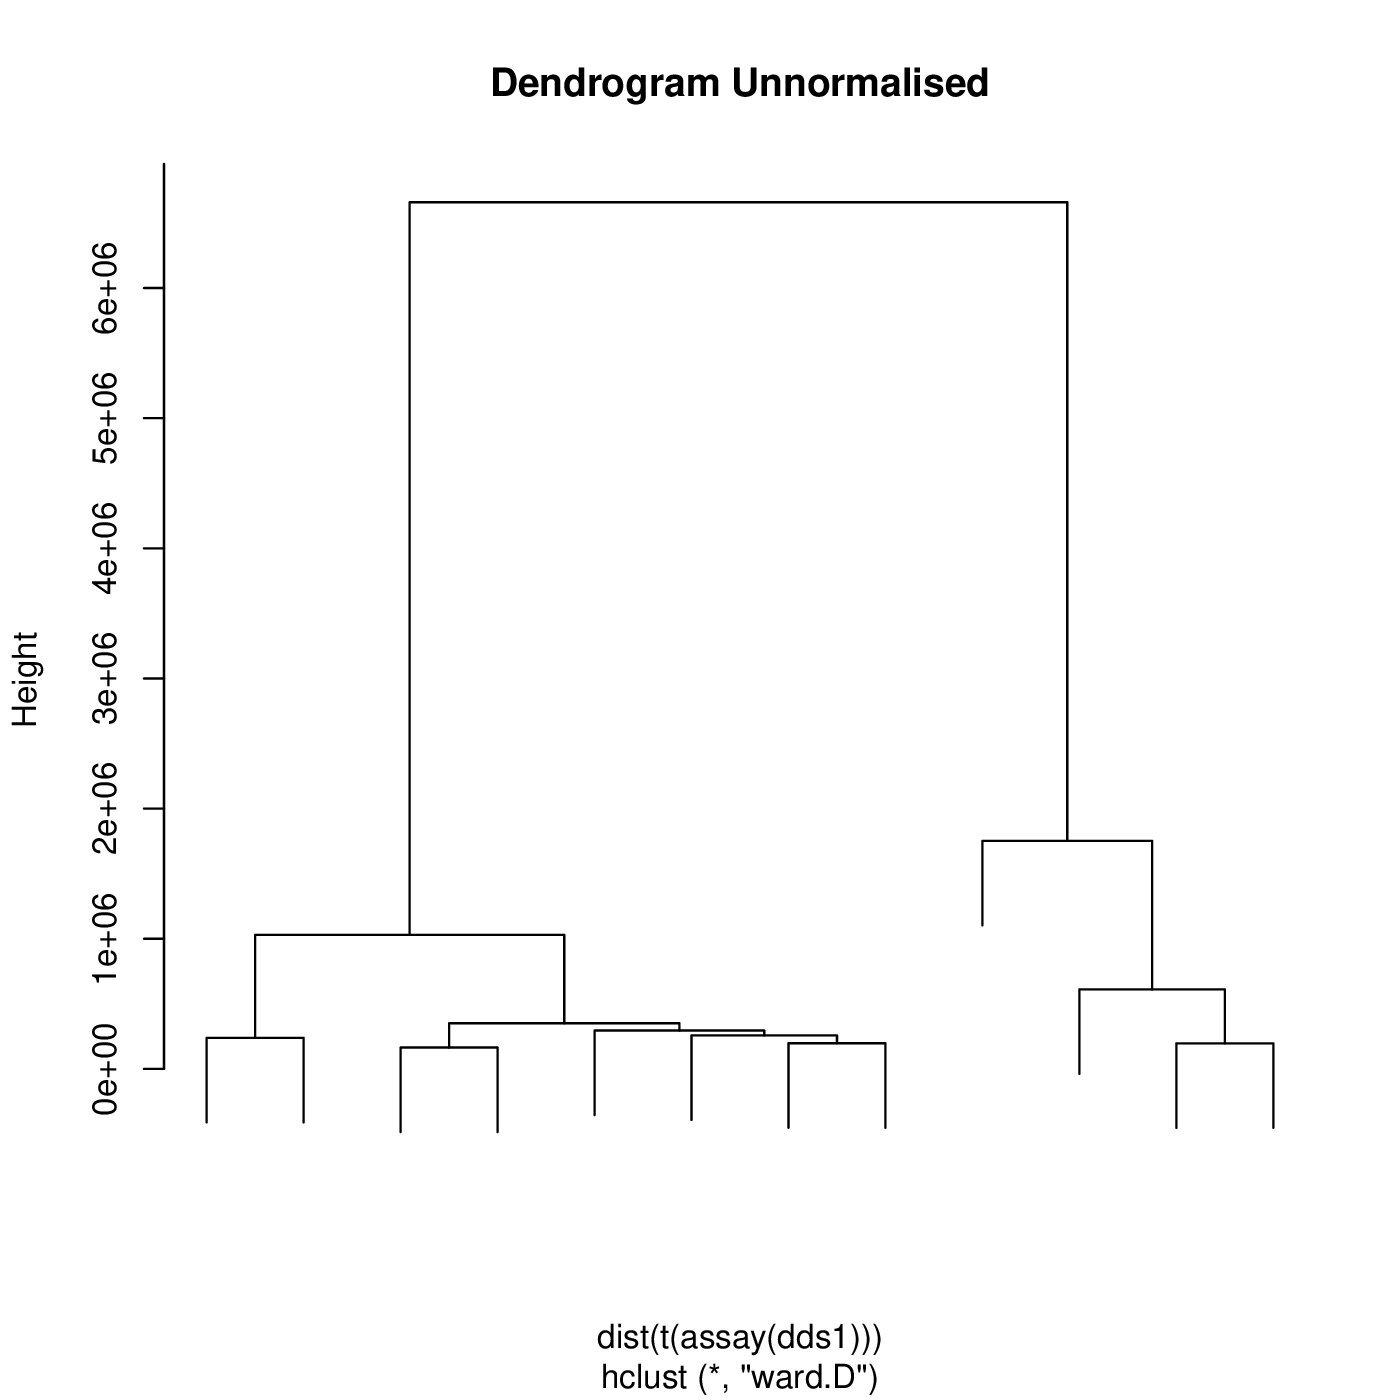 Dendrogram Unnormalised
Height
6e+06
5e+06
4e+06
3e+06
2e+06
1e+06
0e+00
dist(t(assay(dds1)))
hclust (*, "ward.D")